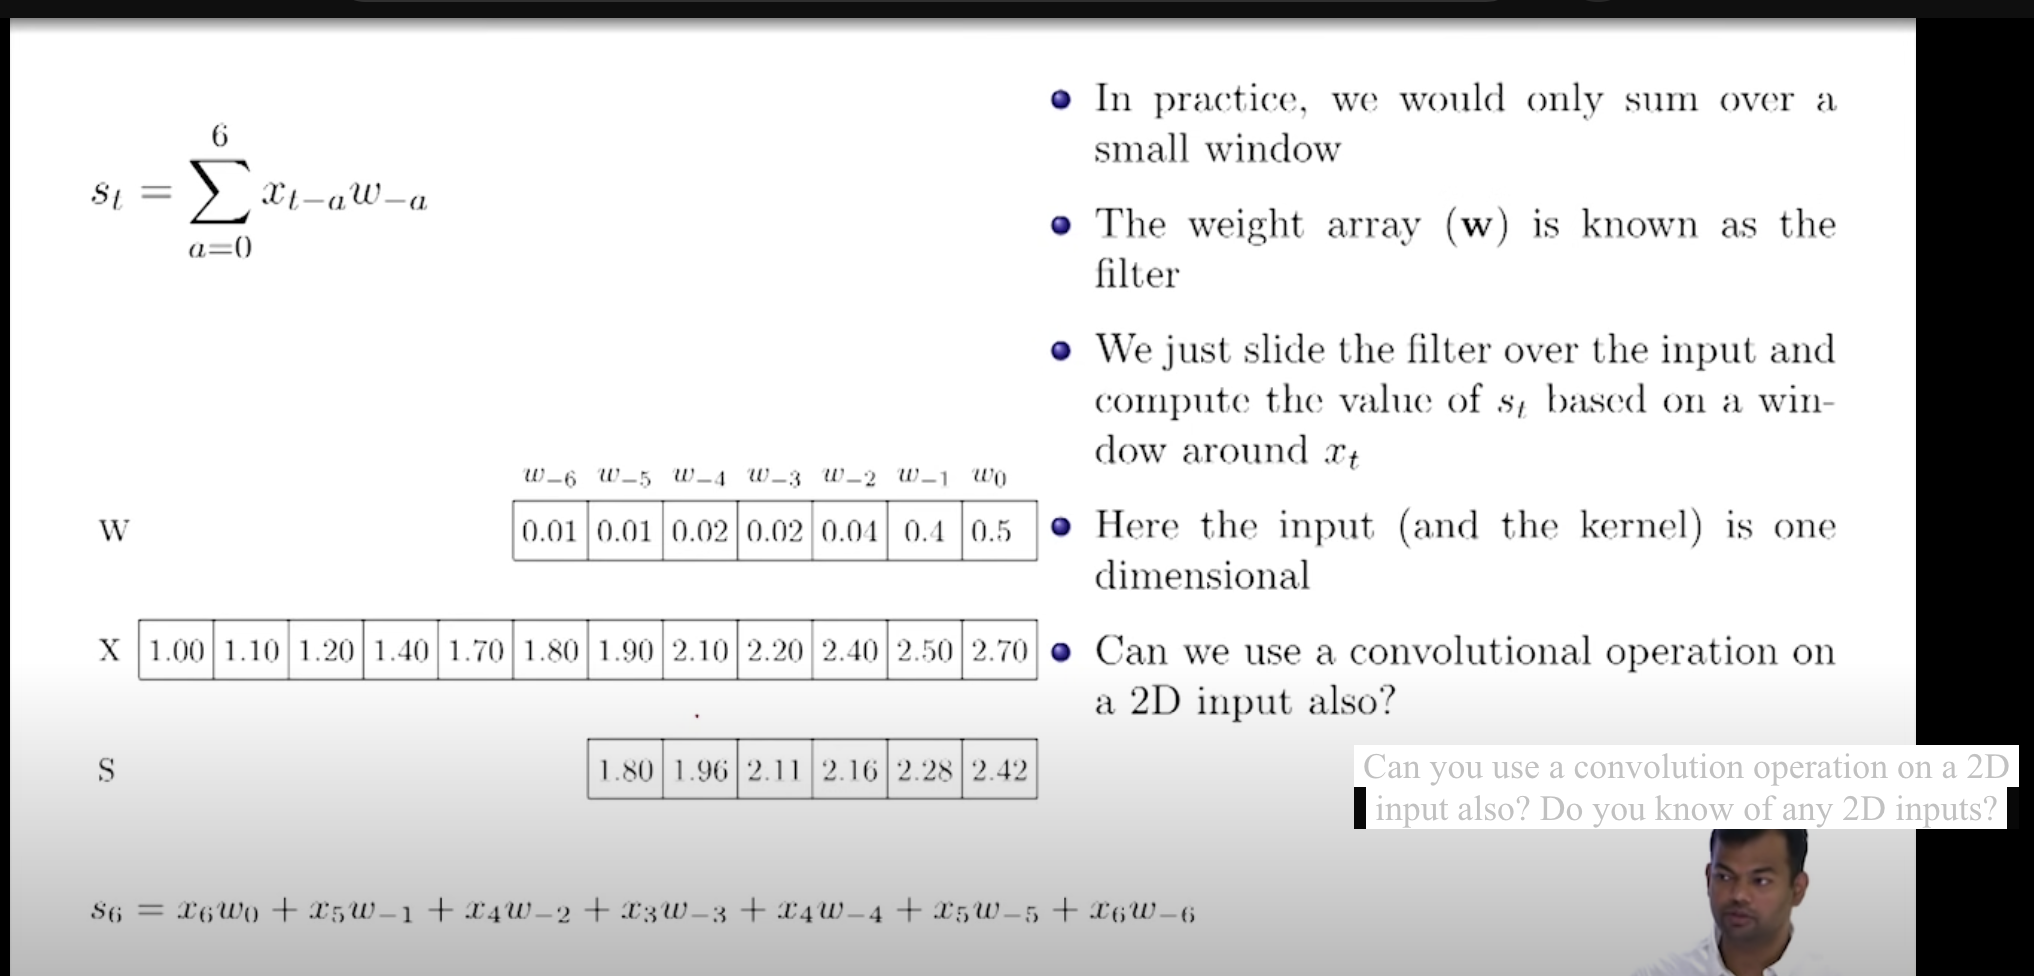 s_t = \sum_{a=0}^{6} x_{t-a} w_{-a}
• In practice, we would only sum over a
small window
• The weight array (w) is known as the
filter
• We just slide the filter over the input and
compute the value of s_t based on a win-
dow around x_t
• Here the input (and the kernel) is one
dimensional
• Can we use a convolutional operation on
a 2D input also?
w_{-6} w_{-5} w_{-4} w_{-3} w_{-2} w_{-1} w_0
W 0.01 0.01 0.02 0.02 0.04 0.4 0.5
X 1.00 1.10 1.20 1.40 1.70 1.80 1.90 2.10 2.20 2.40 2.50 2.70
S 1.80 1.96 2.11 2.16 2.28 2.42
s_6 = x_6w_0 + x_5w_{-1} + x_4w_{-2} + x_3w_{-3} + x_4w_{-4} + x_5w_{-5} + x_6w_{-6}
Can you use a convolution operation on a 2D
input also? Do you know of any 2D inputs?